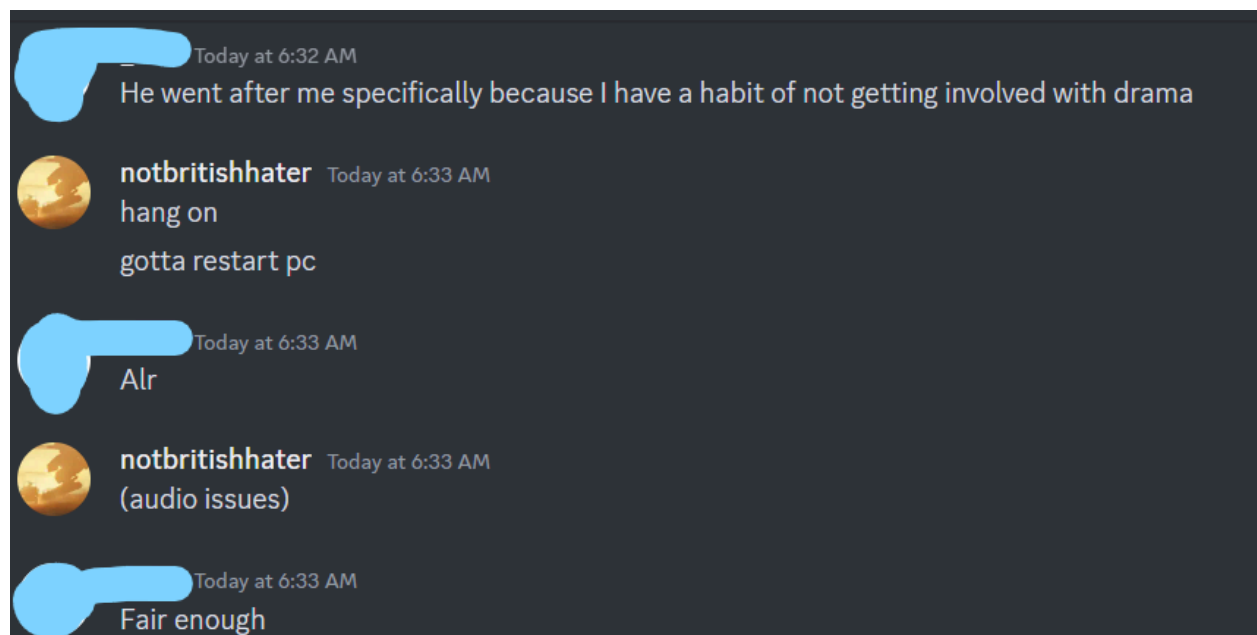 Today at 6:32 AM
He went after me specifically because I have a habit of not getting involved with drama
notbritishhater Today at 6:33 AM
hang on
gotta restart pc
Today at 6:33 AM
Alr
notbritishhater Today at 6:33 AM
(audio issues)
Today at 6:33 AM
Fair enough